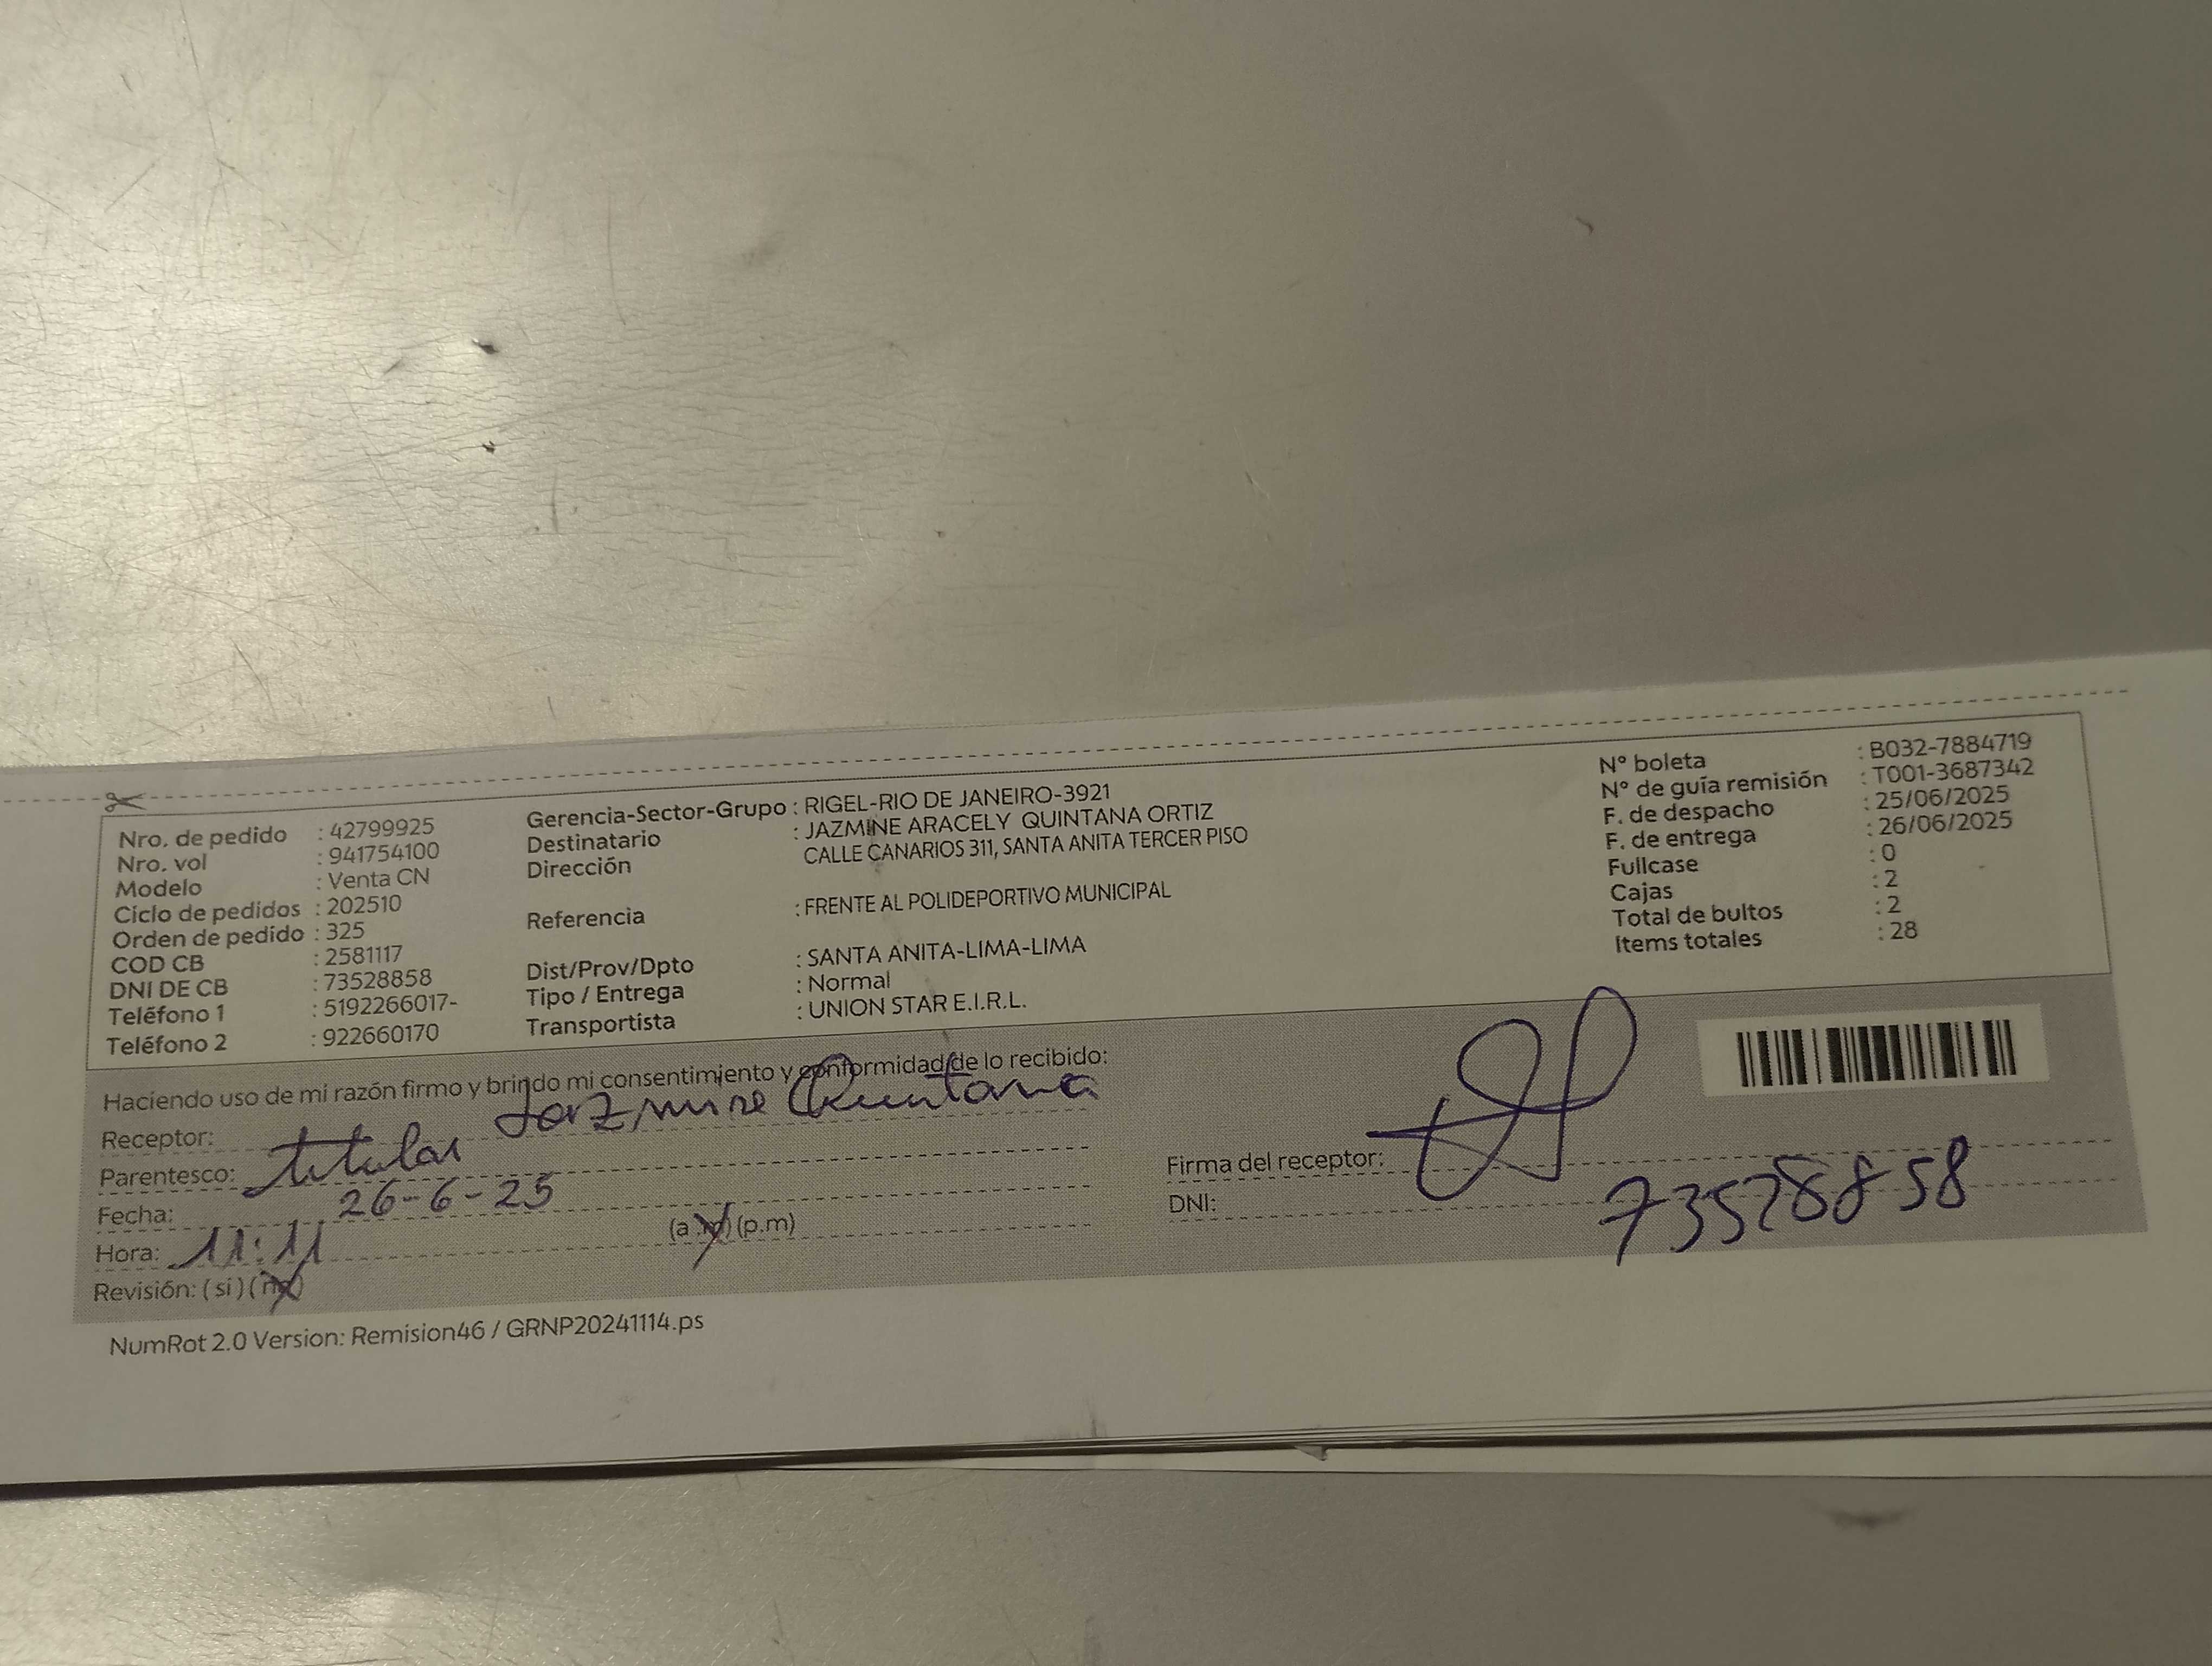 Nro. de pedido : 42799925
Nro. vol : 941754100
Modelo : Venta CN
Ciclo de pedidos : 202510
Orden de pedido : 325
COD CB : 2581117
DNI DE CB : 73528858
Teléfono 1 : 5192266017-
Teléfono 2 : 922660170
Gerencia-Sector-Grupo : RIGEL-RIO DE JANEIRO-3921
Destinatario : JAZMINE ARACELY QUINTANA ORTIZ
Dirección CALLE CANARIOS 311, SANTA ANITA TERCER PISO
Referencia : FRENTE AL POLIDEPORTIVO MUNICIPAL
Dist/Prov/Dpto : SANTA ANITA-LIMA-LIMA
Tipo / Entrega : Normal
Transportista : UNION STAR E.I.R.L.
N° boleta : B032-7884719
N° de guía remisión : T001-3687342
F. de despacho : 25/06/2025
F. de entrega : 26/06/2025
Fullcase : 0
Cajas : 2
Total de bultos : 2
Items totales : 28
Haciendo uso de mi razón firmo y brindo mi consentimiento y conformidad de lo recibido:
Receptor: Jazmine Quintana
Parentesco: titular
Fecha: 26-6-25
Hora: 11:11 (a.m) (p.m)
Revisión: (si) (no)
Firma del receptor:
DNI: 73528858
NumRot 2.0 Version: Remision46 / GRNP20241114.ps